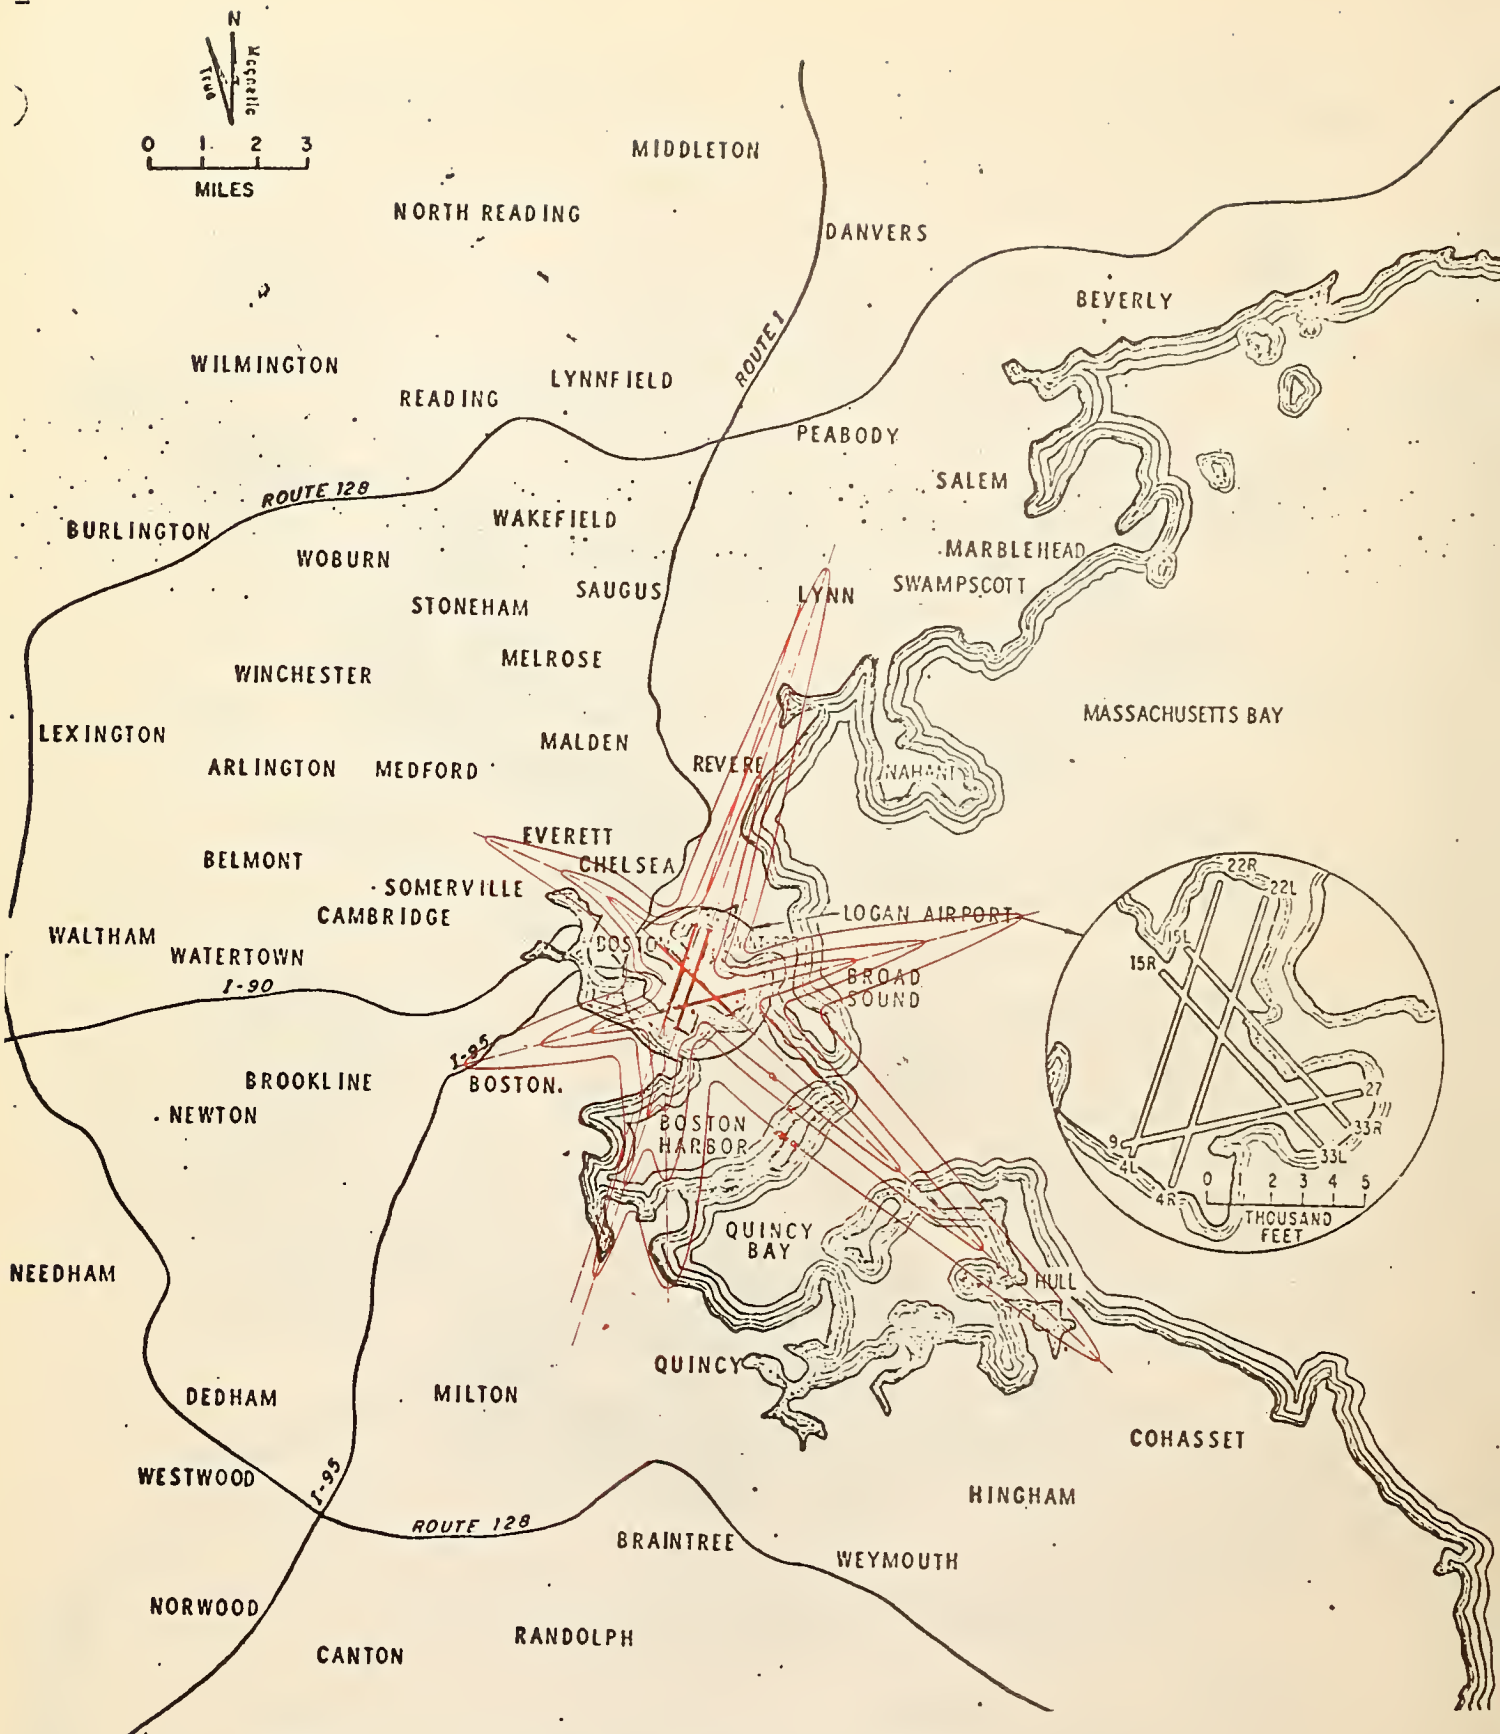 N
Magnetic
True
0 1 2 3
MILES
MIDDLETON
NORTH READING
DANVERS
BEVERLY
ROUTE 1
WILMINGTON
LYNNFIELD
READING
PEABODY
SALEM
ROUTE 128
WAKEFIELD
BURLINGTON
WOBURN
MARBLEHEAD
SWAMPSCOTT
SAUGUS
LYNN
STONEHAM
MELROSE
WINCHESTER
MASSACHUSETTS BAY
LEXINGTON
MALDEN
REVERE
ARLINGTON
MEDFORD
NAHANT
EVERETT
CHELSEA
BELMONT
SOMERVILLE
CAMBRIDGE
LOGAN AIRPORT
WALTHAM
WATERTOWN
BOSTON
I-90
BROAD
SOUND
22R
22L
15L
15R
27
33R
33L
9
4L
4R
0 1 2 3 4 5
THOUSAND
FEET
I-95
BROOKLINE
BOSTON
NEWTON
BOSTON
HARBOR
QUINCY
BAY
NEEDHAM
HULL
QUINCY
DEDHAM
MILTON
COHASSET
WESTWOOD
I-95
HINGHAM
ROUTE 128
BRAINTREE
WEYMOUTH
NORWOOD
RANDOLPH
CANTON